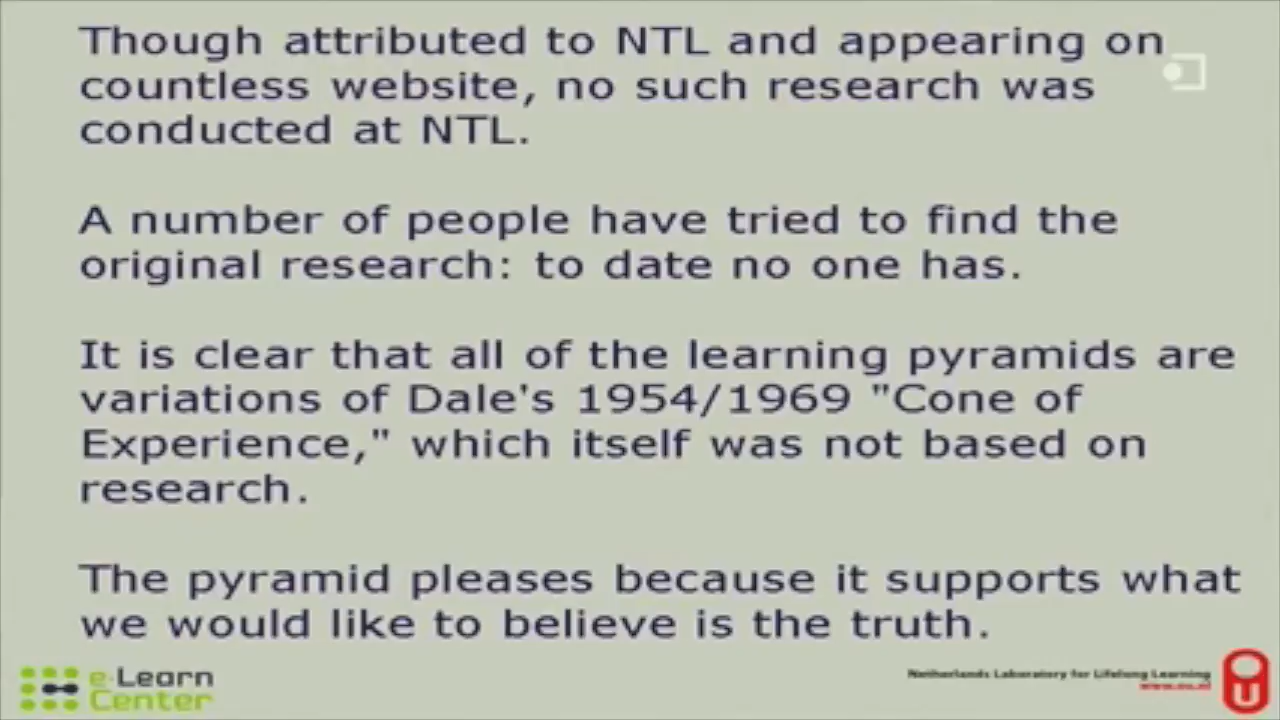 Though attributed to NTL and appearing on
countless website, no such research was
conducted at NTL.
A number of people have tried to find the
original research: to date no one has.
It is clear that all of the learning pyramids are
variations of Dale's 1954/1969 "Cone of
Experience," which itself was not based on
research.
The pyramid pleases because it supports what
we would like to believe is the truth.
e-Learn
Center
Netherlands Laboratory for Lifelong Learning
www.ou.nl